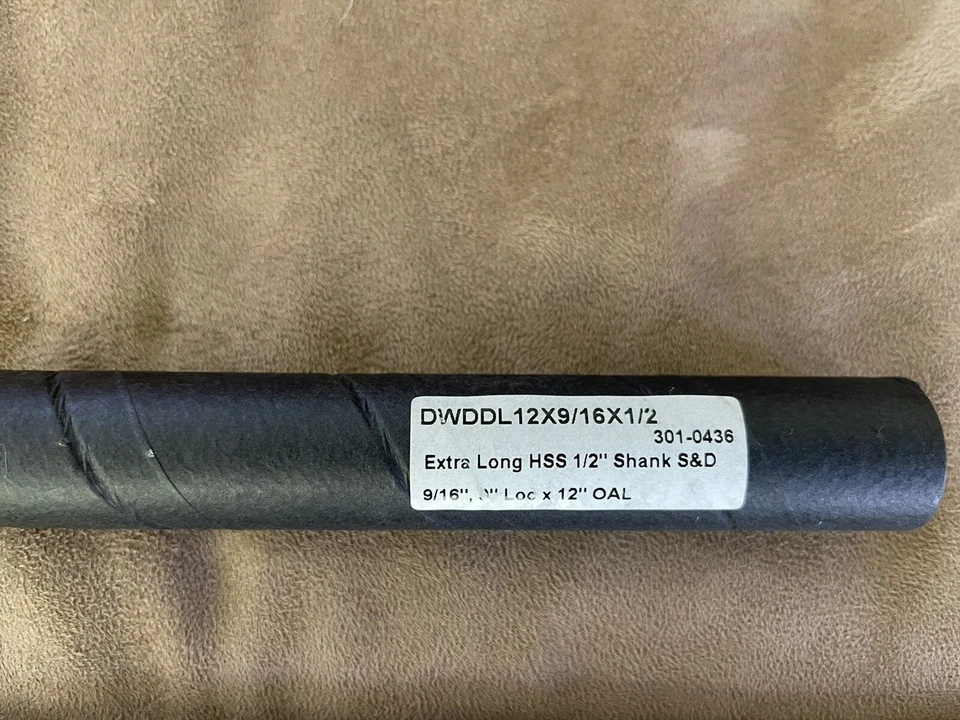 DWDDL12X9/16X1/2
301-0436
Extra Long HSS 1/2" Shank S&D
9/16", Loc x 12" OAL